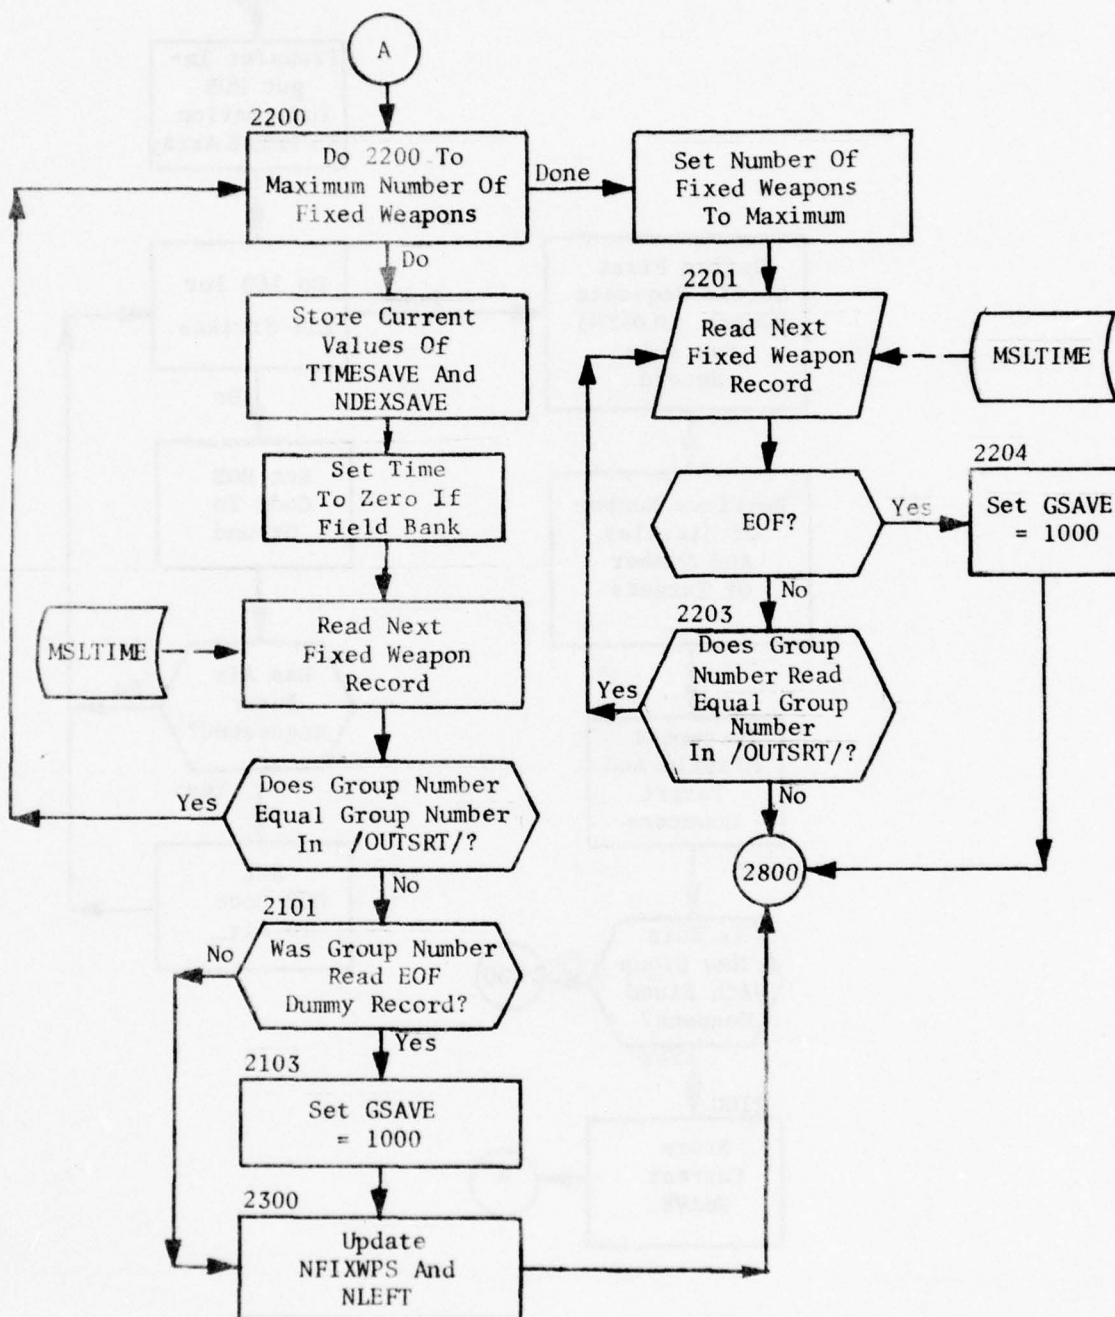 A
2200
Do 2200 To
Maximum Number Of
Fixed Weapons
Done
Do
Set Number Of
Fixed Weapons
To Maximum
Store Current
Values Of
TIMESAVE And
NDEXSAVE
Set Time
To Zero If
Field Bank
MSLTIME
Read Next
Fixed Weapon
Record
Does Group Number
Equal Group Number
In /OUTSRT/?
Yes
No
2101
Was Group Number
Read EOF
Dummy Record?
No
Yes
2103
Set GSAVE
= 1000
2300
Update
NFIXWPS And
NLEFT
2201
Read Next
Fixed Weapon
Record
MSLTIME
EOF?
Yes
No
2204
Set GSAVE
= 1000
2203
Does Group
Number Read
Equal Group
Number
In /OUTSRT/?
Yes
No
2800